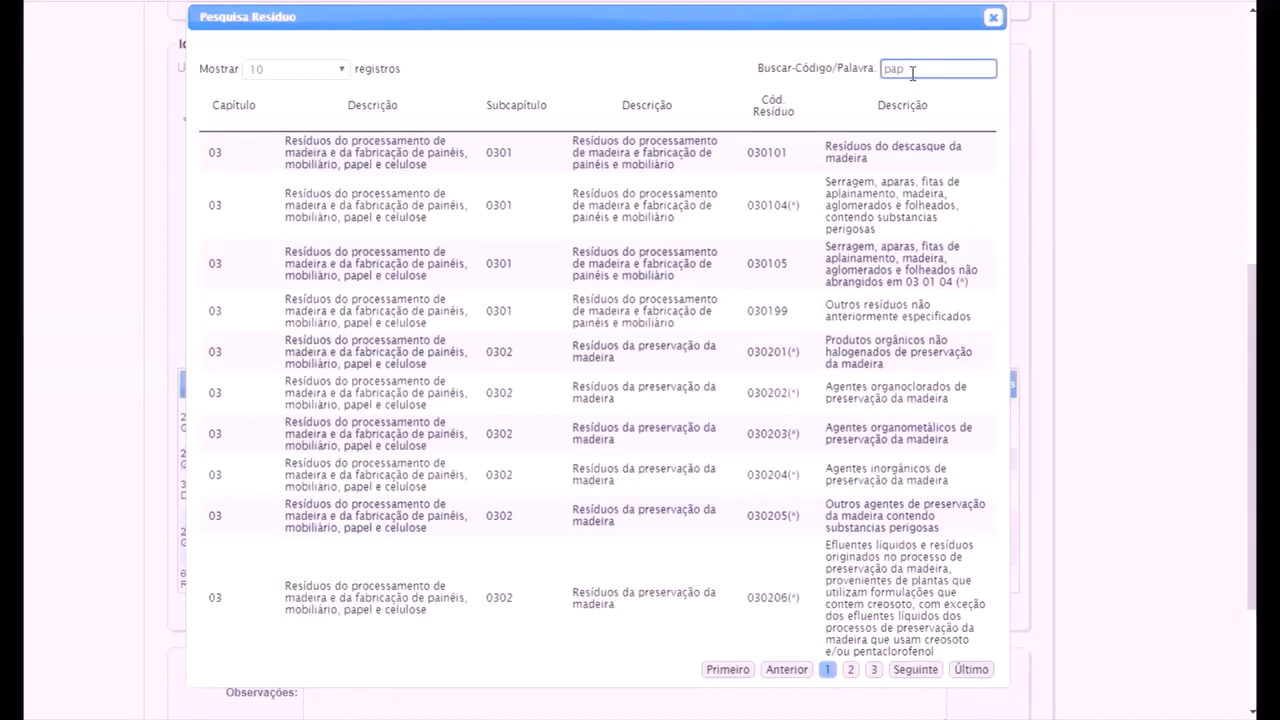 Pesquisa Resíduo
Mostrar 10 registros
Buscar-Código/Palavra: pap
Capítulo Descrição Subcapítulo Descrição Cód. Resíduo Descrição
03 Resíduos do processamento de madeira e da fabricação de painéis, mobiliário, papel e celulose 0301 Resíduos do processamento de madeira e fabricação de painéis e mobiliário 030101 Resíduos do descasque da madeira
03 Resíduos do processamento de madeira e da fabricação de painéis, mobiliário, papel e celulose 0301 Resíduos do processamento de madeira e fabricação de painéis e mobiliário 030104(*) Serragem, aparas, fitas de aplainamento, madeira, aglomerados e folheados, contendo substancias perigosas
03 Resíduos do processamento de madeira e da fabricação de painéis, mobiliário, papel e celulose 0301 Resíduos do processamento de madeira e fabricação de painéis e mobiliário 030105 Serragem, aparas, fitas de aplainamento, madeira, aglomerados e folheados não abrangidos em 03 01 04 (*)
03 Resíduos do processamento de madeira e da fabricação de painéis, mobiliário, papel e celulose 0301 Resíduos do processamento de madeira e fabricação de painéis e mobiliário 030199 Outros resíduos não anteriormente especificados
03 Resíduos do processamento de madeira e da fabricação de painéis, mobiliário, papel e celulose 0302 Resíduos da preservação da madeira 030201(*) Produtos orgânicos não halogenados de preservação da madeira
03 Resíduos do processamento de madeira e da fabricação de painéis, mobiliário, papel e celulose 0302 Resíduos da preservação da madeira 030202(*) Agentes organoclorados de preservação da madeira
03 Resíduos do processamento de madeira e da fabricação de painéis, mobiliário, papel e celulose 0302 Resíduos da preservação da madeira 030203(*) Agentes organometálicos de preservação da madeira
03 Resíduos do processamento de madeira e da fabricação de painéis, mobiliário, papel e celulose 0302 Resíduos da preservação da madeira 030204(*) Agentes inorgânicos de preservação da madeira
03 Resíduos do processamento de madeira e da fabricação de painéis, mobiliário, papel e celulose 0302 Resíduos da preservação da madeira 030205(*) Outros agentes de preservação da madeira contendo substancias perigosas
03 Resíduos do processamento de madeira e da fabricação de painéis, mobiliário, papel e celulose 0302 Resíduos da preservação da madeira 030206(*) Efluentes líquidos e resíduos originados no processo de preservação da madeira, provenientes de plantas que utilizam formulações que contem creosoto, com exceção dos efluentes líquidos dos processos de preservação da madeira que usam creosoto e/ou pentaclorofenol
Primeiro Anterior 1 2 3 Seguinte Último
Observações: